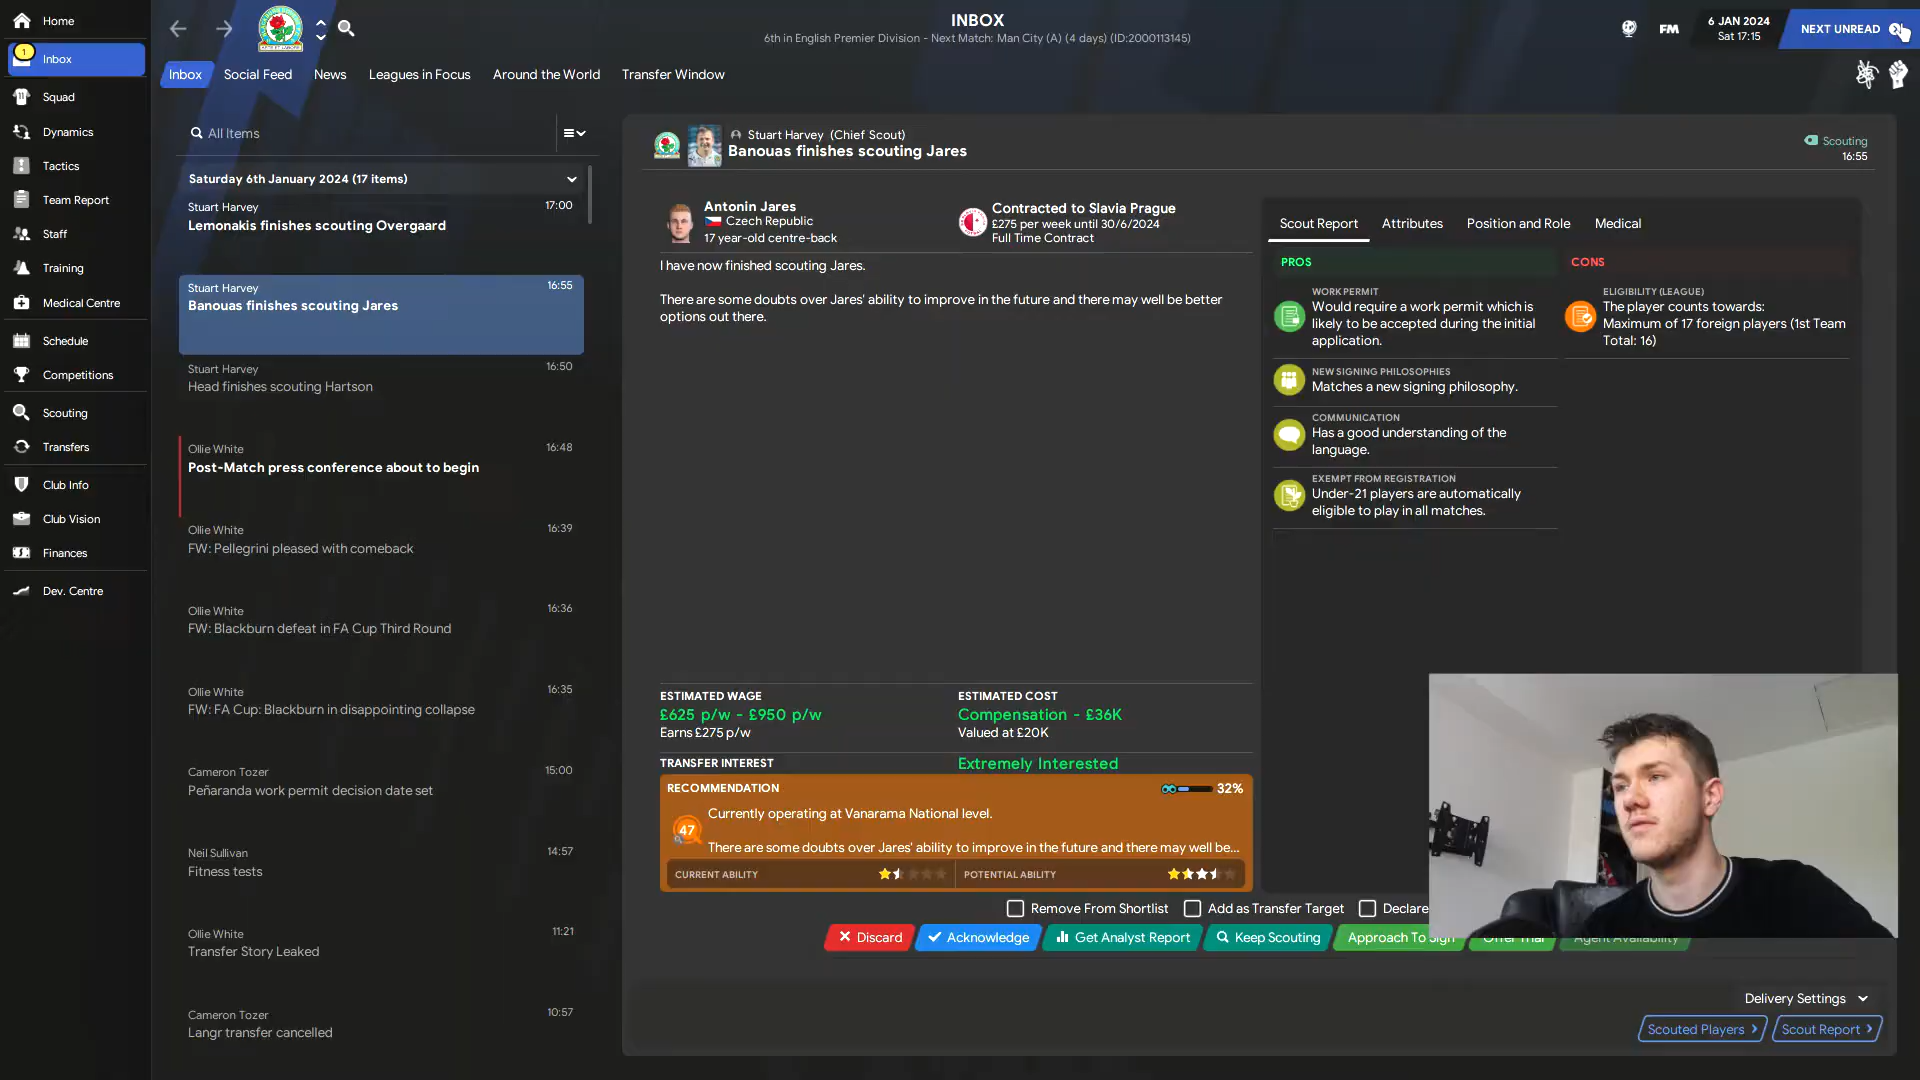 Home
1
Inbox
Squad
Dynamics
Tactics
Team Report
Staff
Training
Medical Centre
Schedule
Competitions
Scouting
Transfers
Club Info
Club Vision
Finances
Dev. Centre
INBOX
6th in English Premier Division - Next Match: Man City (A) (4 days) (ID:2000113145)
FM
6 JAN 2024
Sat 17:15
NEXT UNREAD
Inbox
Social Feed
News
Leagues in Focus
Around the World
Transfer Window
All Items
Saturday 6th January 2024 (17 items)
Stuart Harvey 17:00
Lemonakis finishes scouting Overgaard
Stuart Harvey 16:55
Banouas finishes scouting Jares
Stuart Harvey 16:50
Head finishes scouting Hartson
Ollie White 16:48
Post-Match press conference about to begin
Ollie White 16:39
FW: Pellegrini pleased with comeback
Ollie White 16:36
FW: Blackburn defeat in FA Cup Third Round
Ollie White 16:35
FW: FA Cup: Blackburn in disappointing collapse
Cameron Tozer 15:00
Peñaranda work permit decision date set
Neil Sullivan 14:57
Fitness tests
Ollie White 11:21
Transfer Story Leaked
Cameron Tozer 10:57
Langr transfer cancelled
Stuart Harvey (Chief Scout)
Banouas finishes scouting Jares
Scouting
16:55
Antonin Jares
Czech Republic
17 year-old centre-back
Contracted to Slavia Prague
£275 per week until 30/6/2024
Full Time Contract
I have now finished scouting Jares.
There are some doubts over Jares' ability to improve in the future and there may well be better
options out there.
Scout Report
Attributes
Position and Role
Medical
PROS
WORK PERMIT
Would require a work permit which is
likely to be accepted during the initial
application.
NEW SIGNING PHILOSOPHIES
Matches a new signing philosophy.
COMMUNICATION
Has a good understanding of the
language.
EXEMPT FROM REGISTRATION
Under-21 players are automatically
eligible to play in all matches.
CONS
ELIGIBILITY (LEAGUE)
The player counts towards:
Maximum of 17 foreign players (1st Team
Total: 16)
ESTIMATED WAGE
£625 p/w - £950 p/w
Earns £275 p/w
ESTIMATED COST
Compensation - £36K
Valued at £20K
TRANSFER INTEREST
Extremely Interested
RECOMMENDATION
32%
47
Currently operating at Vanarama National level.
There are some doubts over Jares' ability to improve in the future and there may well be...
CURRENT ABILITY
POTENTIAL ABILITY
Remove From Shortlist
Add as Transfer Target
Declare
Discard
Acknowledge
Get Analyst Report
Keep Scouting
Approach To Sign
Offer Trial
Agent Availability
Delivery Settings
Scouted Players
Scout Report